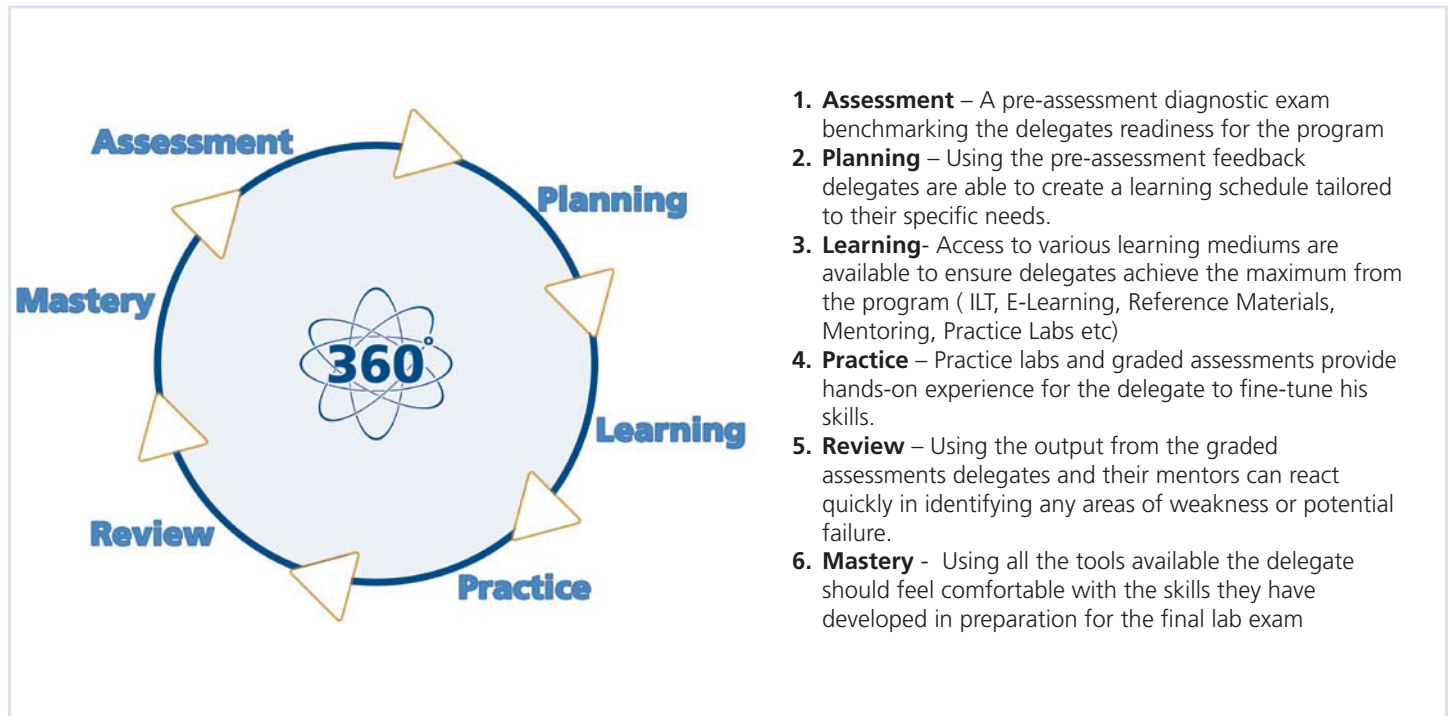 Assessment
Planning
Mastery
360°
Learning
Review
Practice
1. Assessment – A pre-assessment diagnostic exam
benchmarking the delegates readiness for the program
2. Planning – Using the pre-assessment feedback
delegates are able to create a learning schedule tailored
to their specific needs.
3. Learning- Access to various learning mediums are
available to ensure delegates achieve the maximum from
the program ( ILT, E-Learning, Reference Materials,
Mentoring, Practice Labs etc)
4. Practice – Practice labs and graded assessments provide
hands-on experience for the delegate to fine-tune his
skills.
5. Review – Using the output from the graded
assessments delegates and their mentors can react
quickly in identifying any areas of weakness or potential
failure.
6. Mastery - Using all the tools available the delegate
should feel comfortable with the skills they have
developed in preparation for the final lab exam